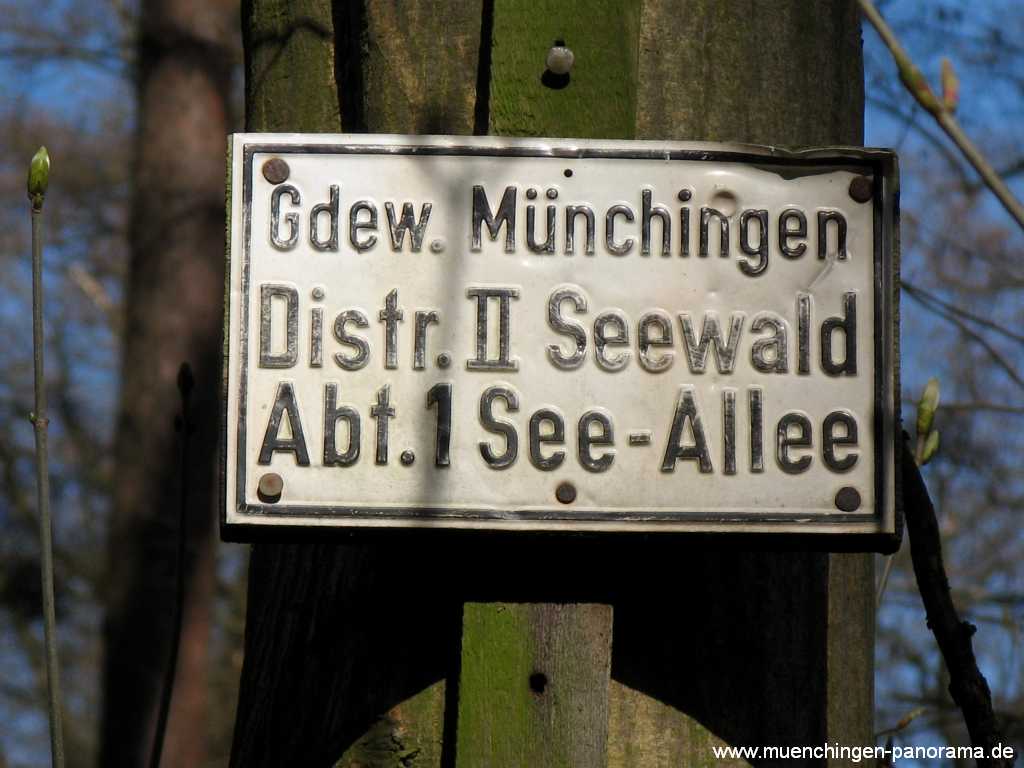 Gdew. Münchingen
Distr. II Seewald
Abt. 1 See-Allee
www.muenchingen-panorama.de